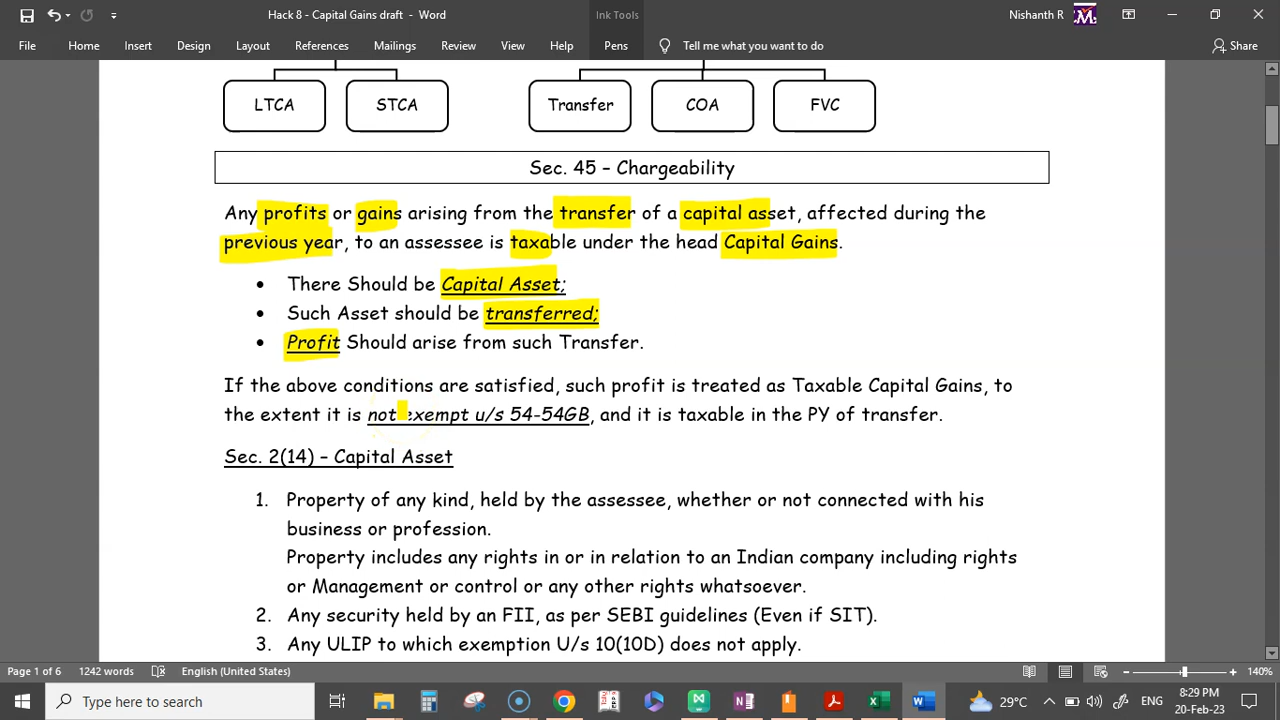 Hack 8 - Capital Gains draft - Word
Ink Tools
Nishanth R
File Home Insert Design Layout References Mailings Review View Help Pens Tell me what you want to do Share
LTCA STCA Transfer COA FVC
Sec. 45 – Chargeability
Any profits or gains arising from the transfer of a capital asset, affected during the
previous year, to an assessee is taxable under the head Capital Gains.
• There Should be Capital Asset;
• Such Asset should be transferred;
• Profit Should arise from such Transfer.
If the above conditions are satisfied, such profit is treated as Taxable Capital Gains, to
the extent it is not exempt u/s 54-54GB, and it is taxable in the PY of transfer.
Sec. 2(14) – Capital Asset
1. Property of any kind, held by the assessee, whether or not connected with his
business or profession.
Property includes any rights in or in relation to an Indian company including rights
or Management or control or any other rights whatsoever.
2. Any security held by an FII, as per SEBI guidelines (Even if SIT).
3. Any ULIP to which exemption U/s 10(10D) does not apply.
Page 1 of 6 1242 words English (United States) 140%
Type here to search 29°C ENG 8:29 PM
20-Feb-23